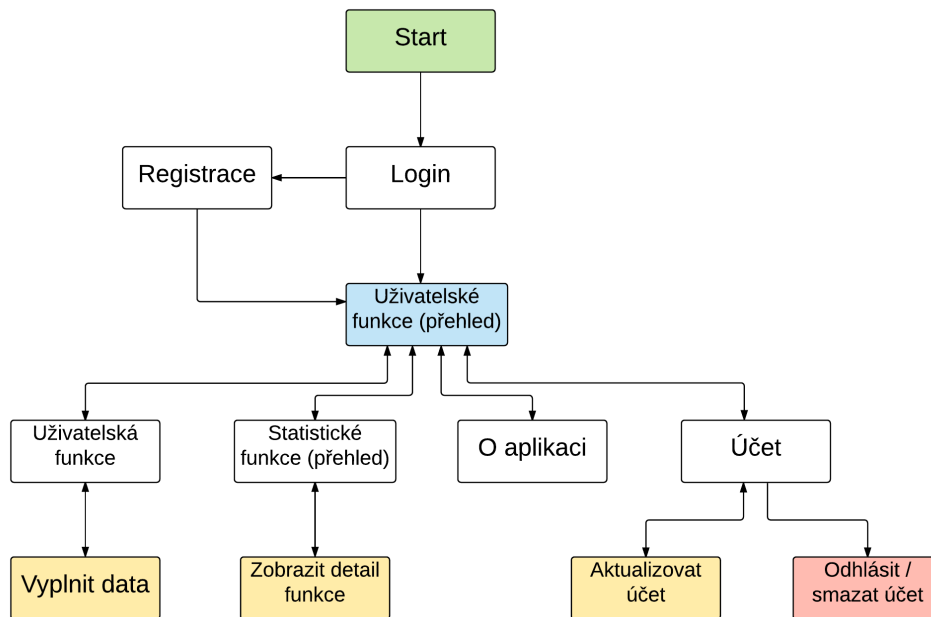 Start
Registrace
Login
Uživatelské
funkce (přehled)
Uživatelská
funkce
Statistické
funkce (přehled)
O aplikaci
Účet
Vyplnit data
Zobrazit detail
funkce
Aktualizovat
účet
Odhlásit /
smazat účet